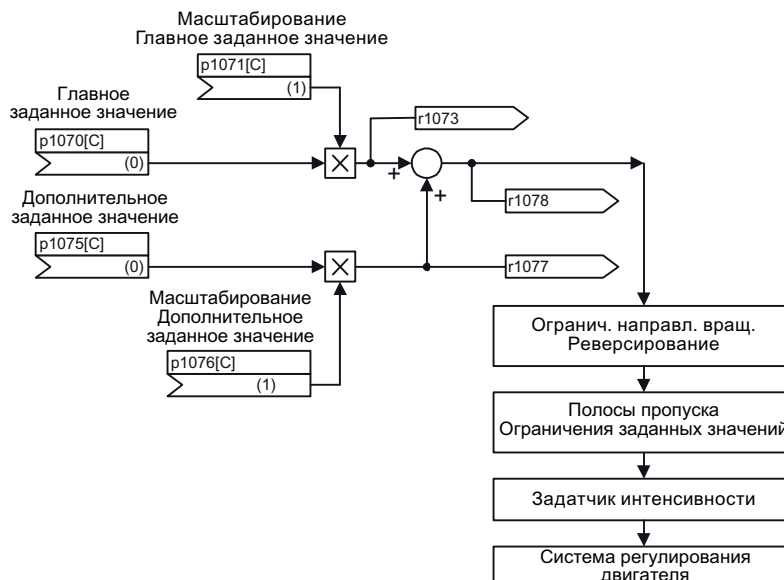 Масштабирование
Главное заданное значение
p1071[C]
(1)
Главное
заданное значение
p1070[C]
(0)
r1073
+
+
r1078
Дополнительное
заданное значение
p1075[C]
(0)
r1077
Масштабирование
Дополнительное
заданное значение
p1076[C]
(1)
Огранич. направл. вращ.
Реверсирование
Полосы пропуска
Ограничения заданных значений
Задатчик интенсивности
Система регулирования
двигателя